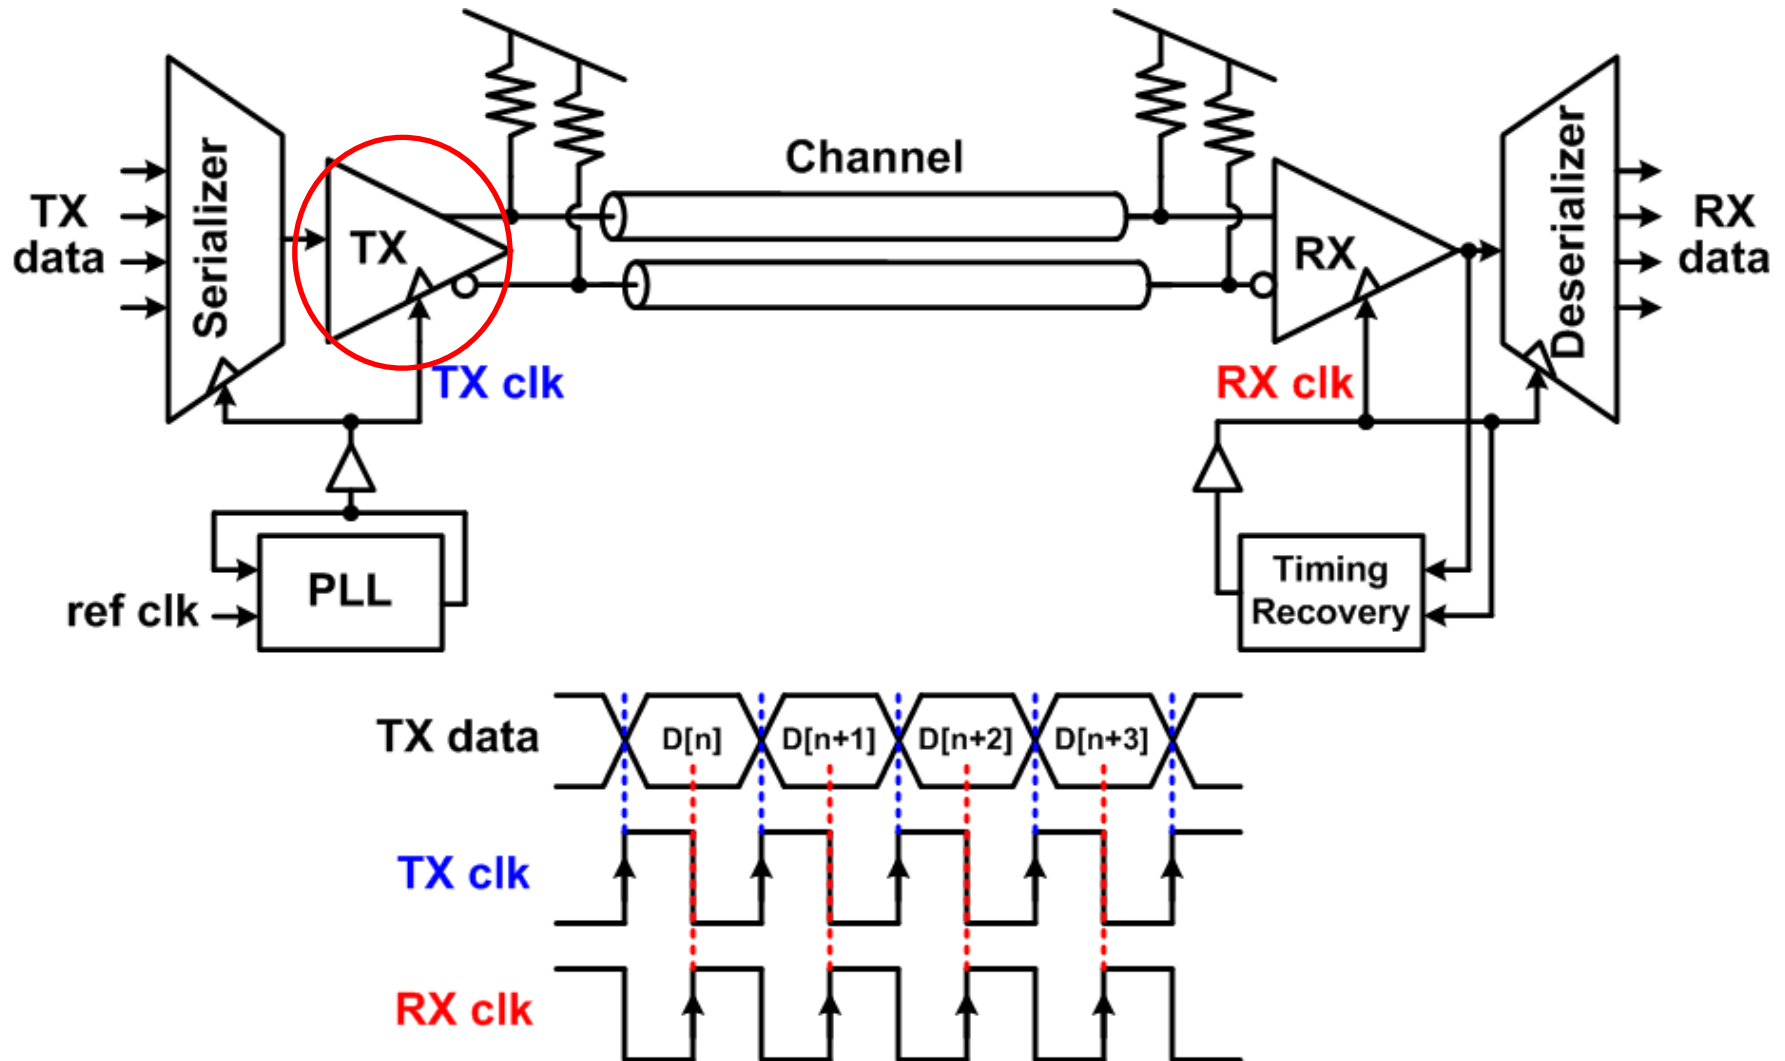 Channel
TX
data
Serializer
TX
RX
Deserializer
RX
data
TX clk
RX clk
PLL
ref clk
Timing
Recovery
TX data
D[n]
D[n+1]
D[n+2]
D[n+3]
TX clk
RX clk